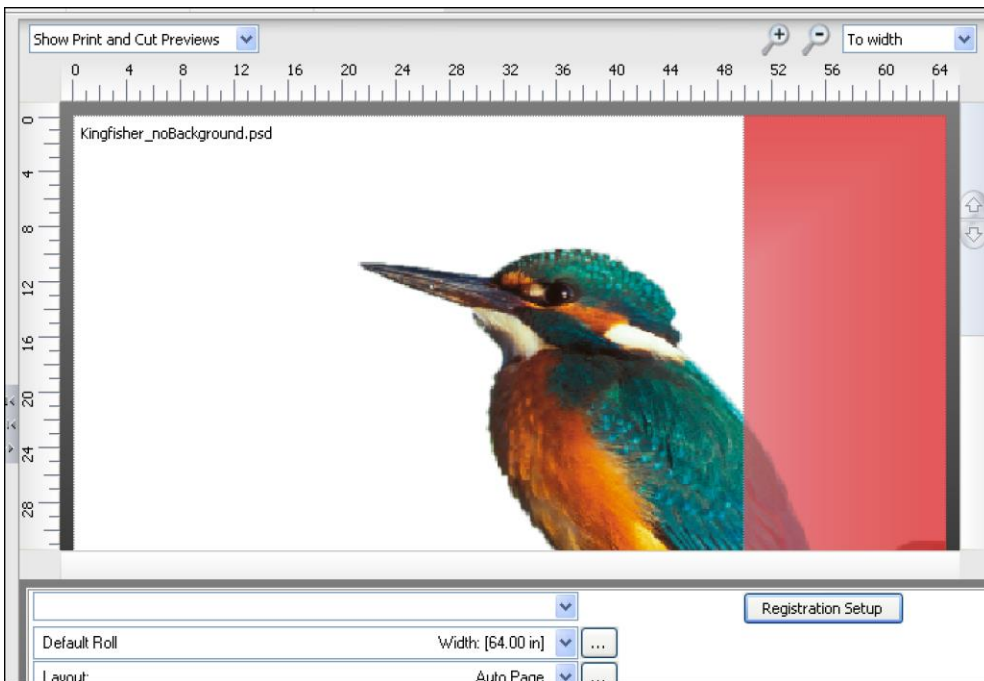 Show Print and Cut Previews To width
0 4 8 12 16 20 24 28 32 36 40 44 48 52 56 60 64
0
Kingfisher_noBackground.psd
4
8
12
16
20
24
28
Registration Setup
Default Roll Width: [64.00 in] ...
Layout: Auto Page ...